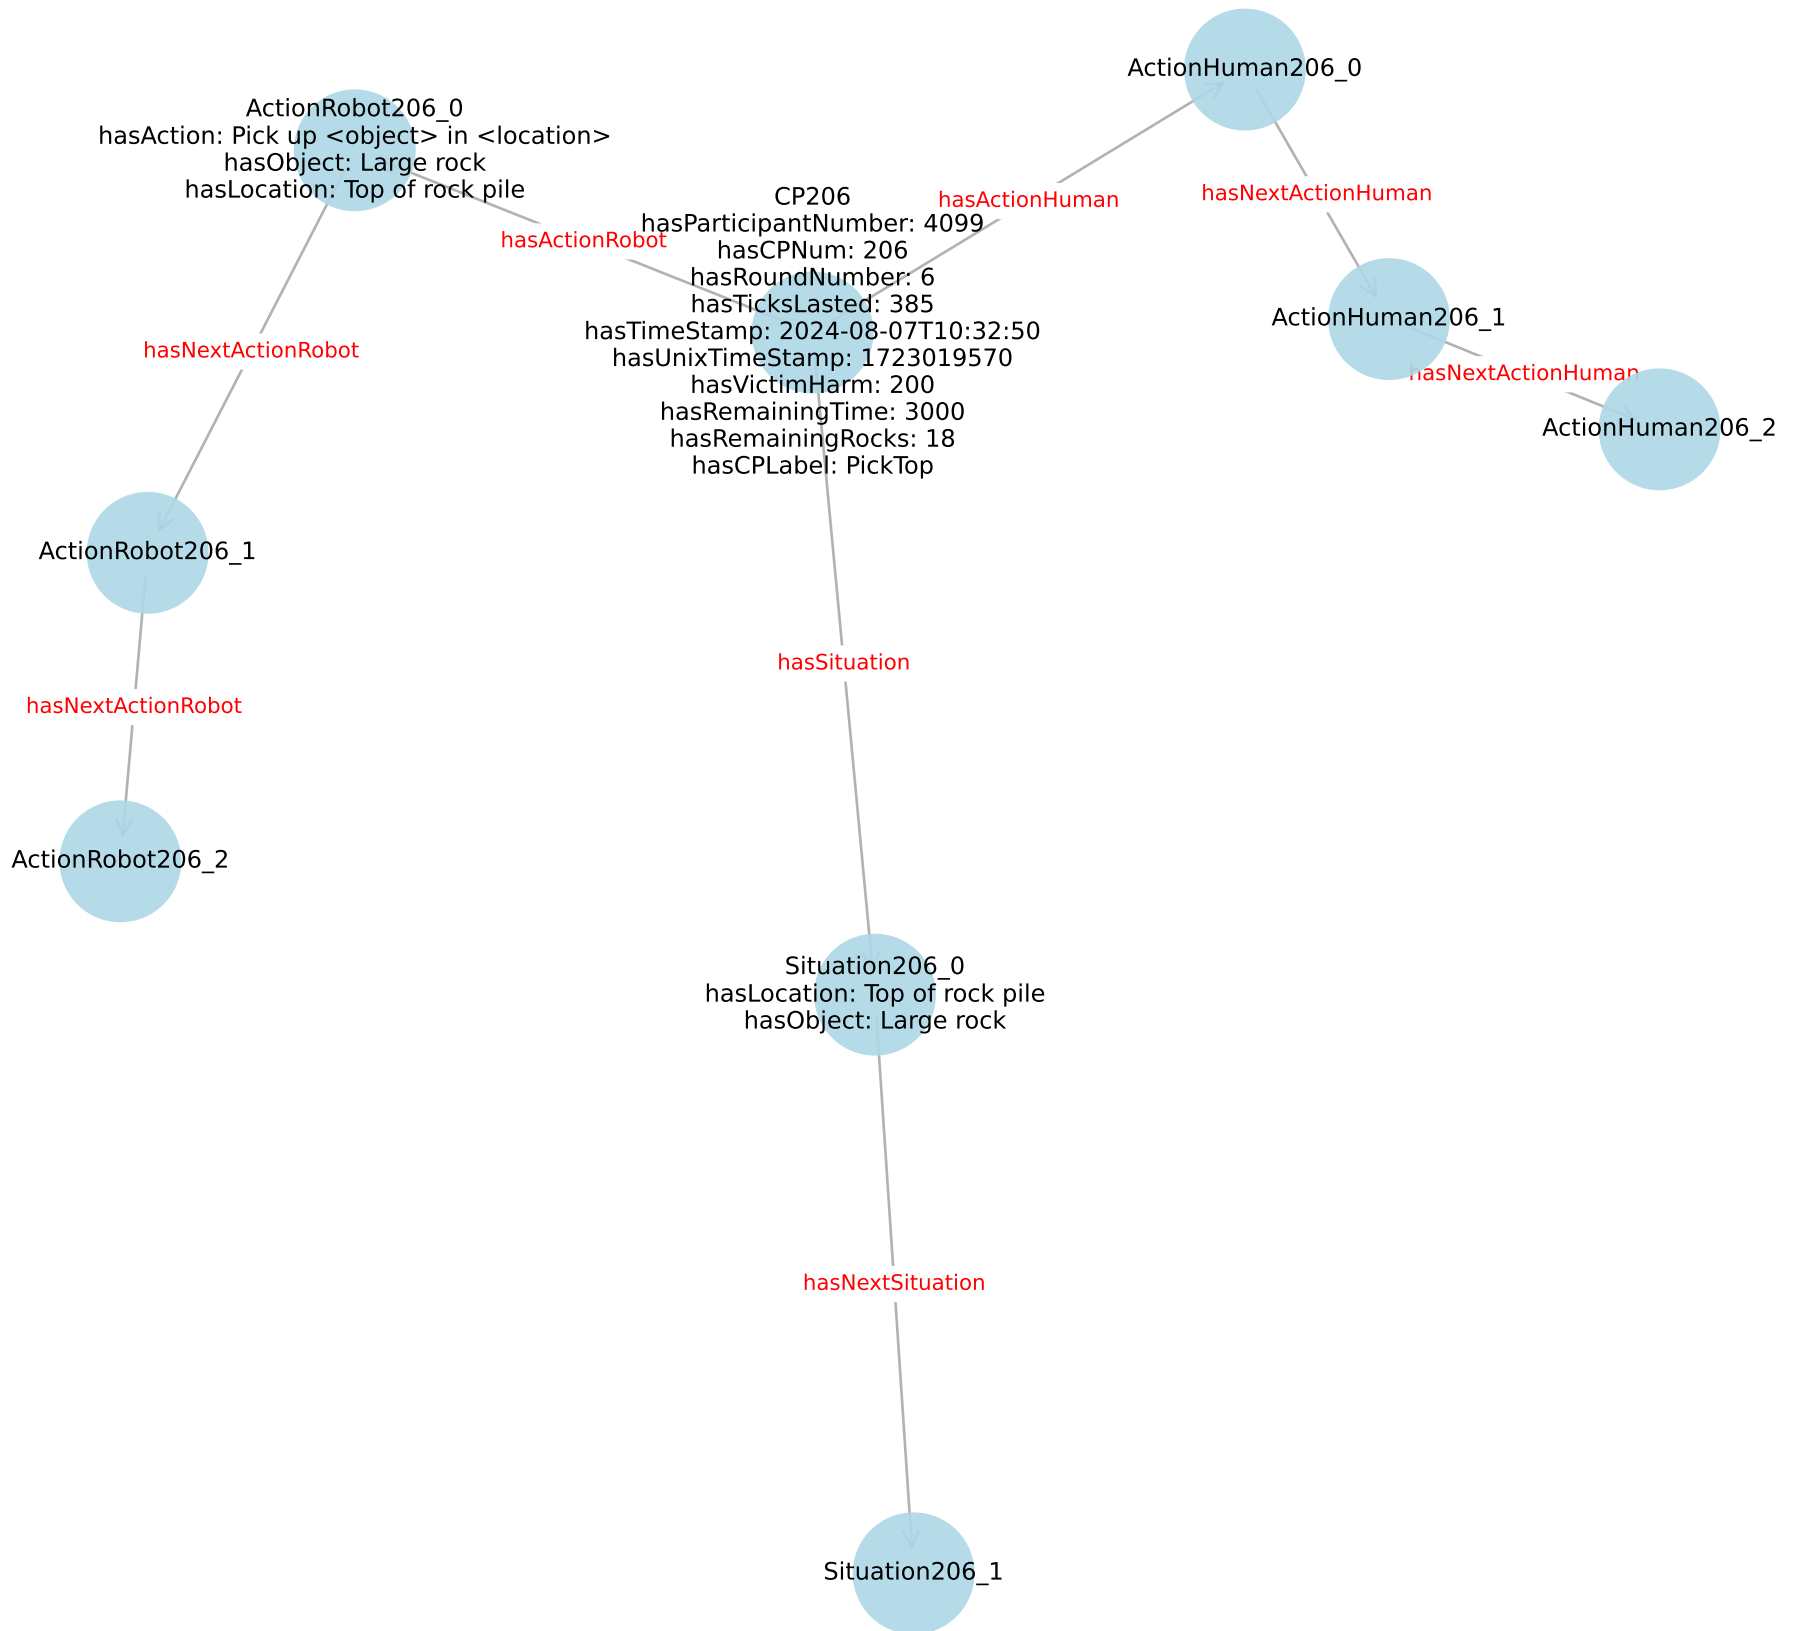 ActionHuman206_0
ActionRobot206_0
hasAction: Pick up <object> in <location>
hasObject: Large rock
hasLocation: Top of rock pile
hasActionRobot
hasActionHuman
hasNextActionHuman
CP206
hasParticipantNumber: 4099
hasCPNum: 206
hasRoundNumber: 6
hasTicksLasted: 385
hasTimeStamp: 2024-08-07T10:32:50
hasUnixTimeStamp: 1723019570
hasVictimHarm: 200
hasRemainingTime: 3000
hasRemainingRocks: 18
hasCPLabel: PickTop
ActionHuman206_1
hasNextActionHuman
ActionHuman206_2
hasNextActionRobot
ActionRobot206_1
hasNextActionRobot
ActionRobot206_2
hasSituation
Situation206_0
hasLocation: Top of rock pile
hasObject: Large rock
hasNextSituation
Situation206_1